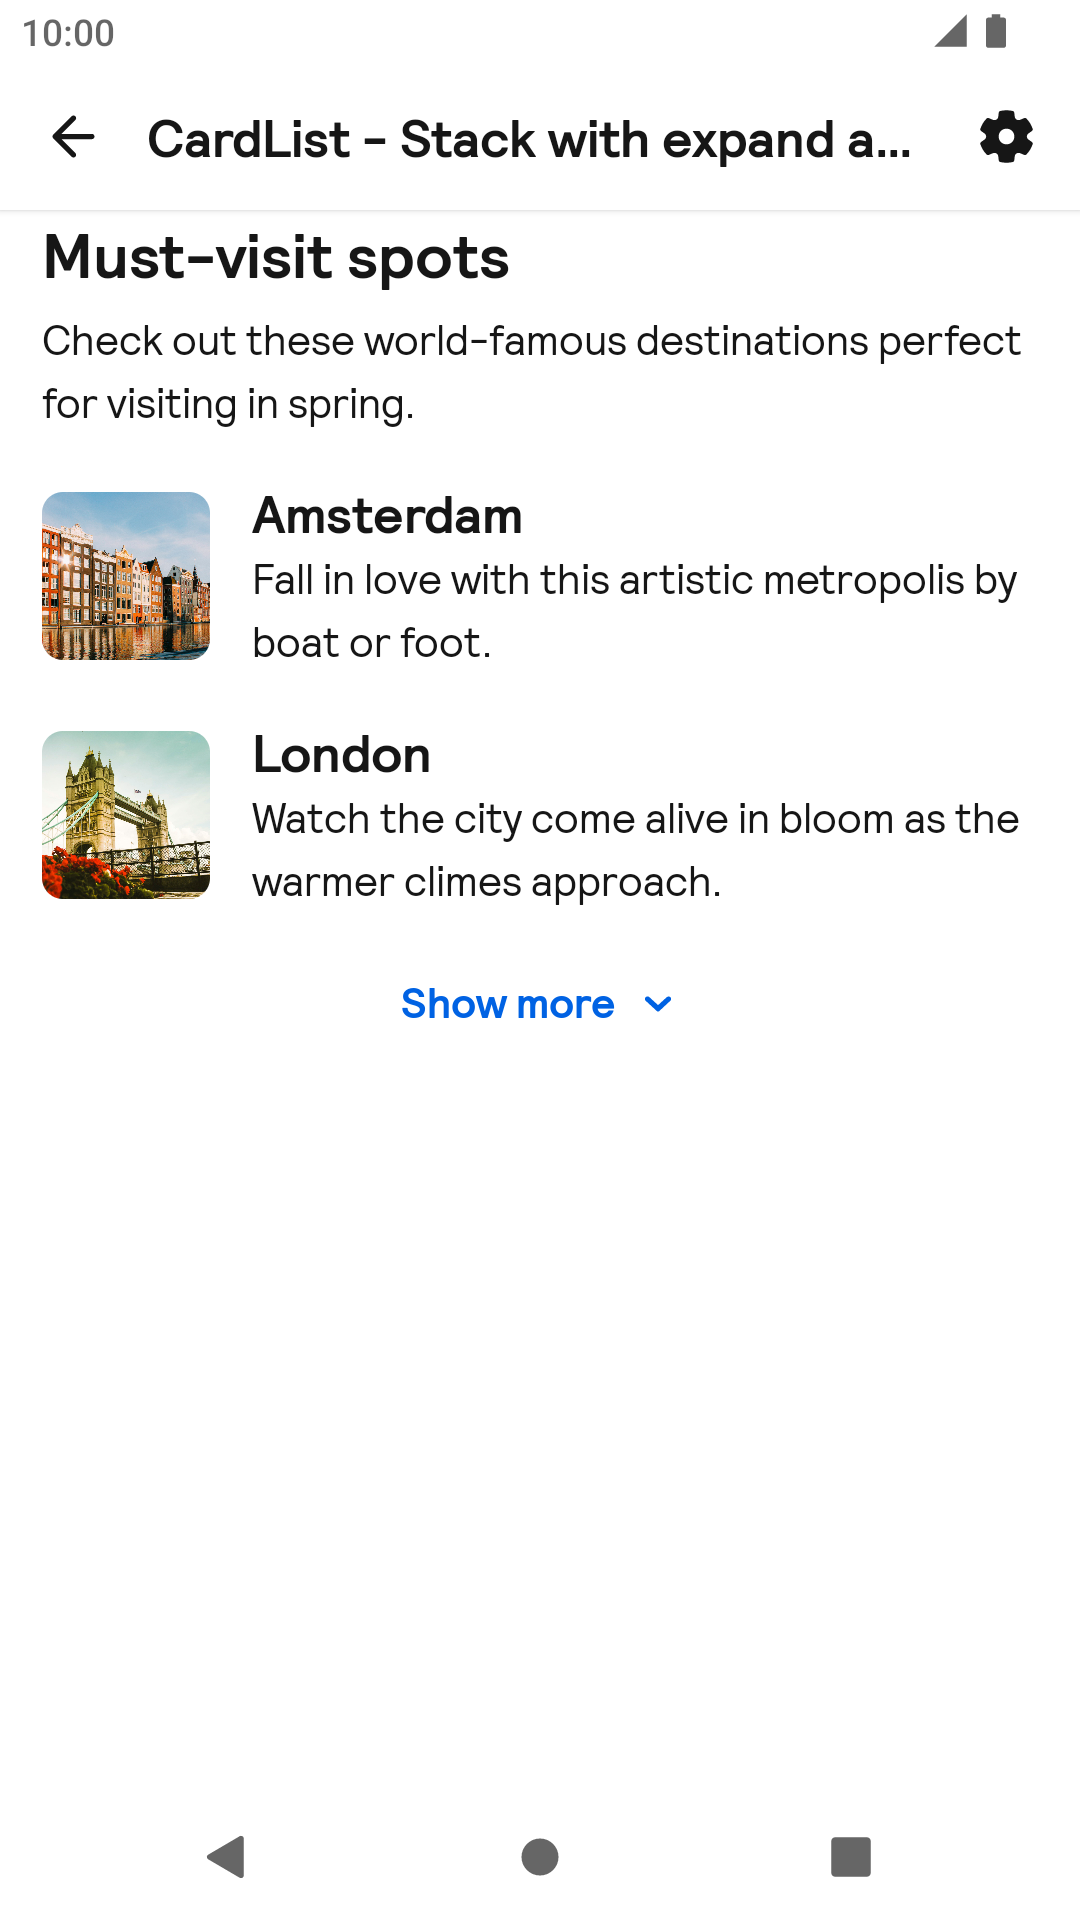 10:00
CardList - Stack with expand a...
Must-visit spots
Check out these world-famous destinations perfect
for visiting in spring.
Amsterdam
Fall in love with this artistic metropolis by
boat or foot.
London
Watch the city come alive in bloom as the
warmer climes approach.
Show more